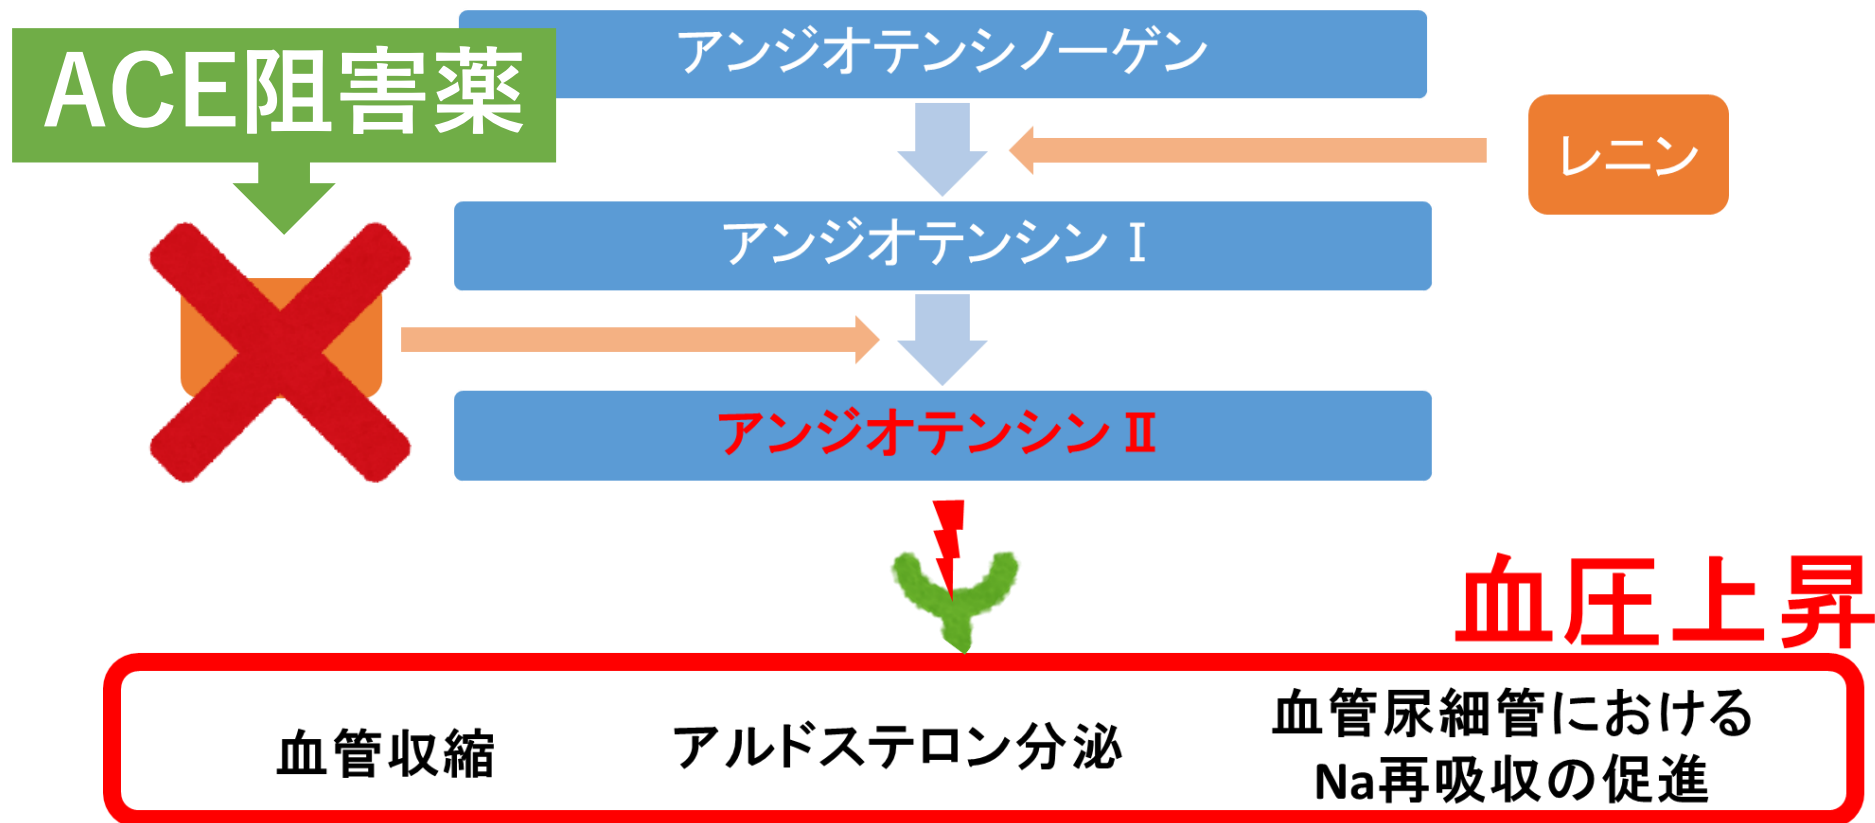 アンジオテンシノーゲン
ACE阻害薬
レニン
アンジオテンシンⅠ
アンジオテンシンⅡ
血圧上昇
血管収縮
アルドステロン分泌
血管尿細管における
Na再吸収の促進